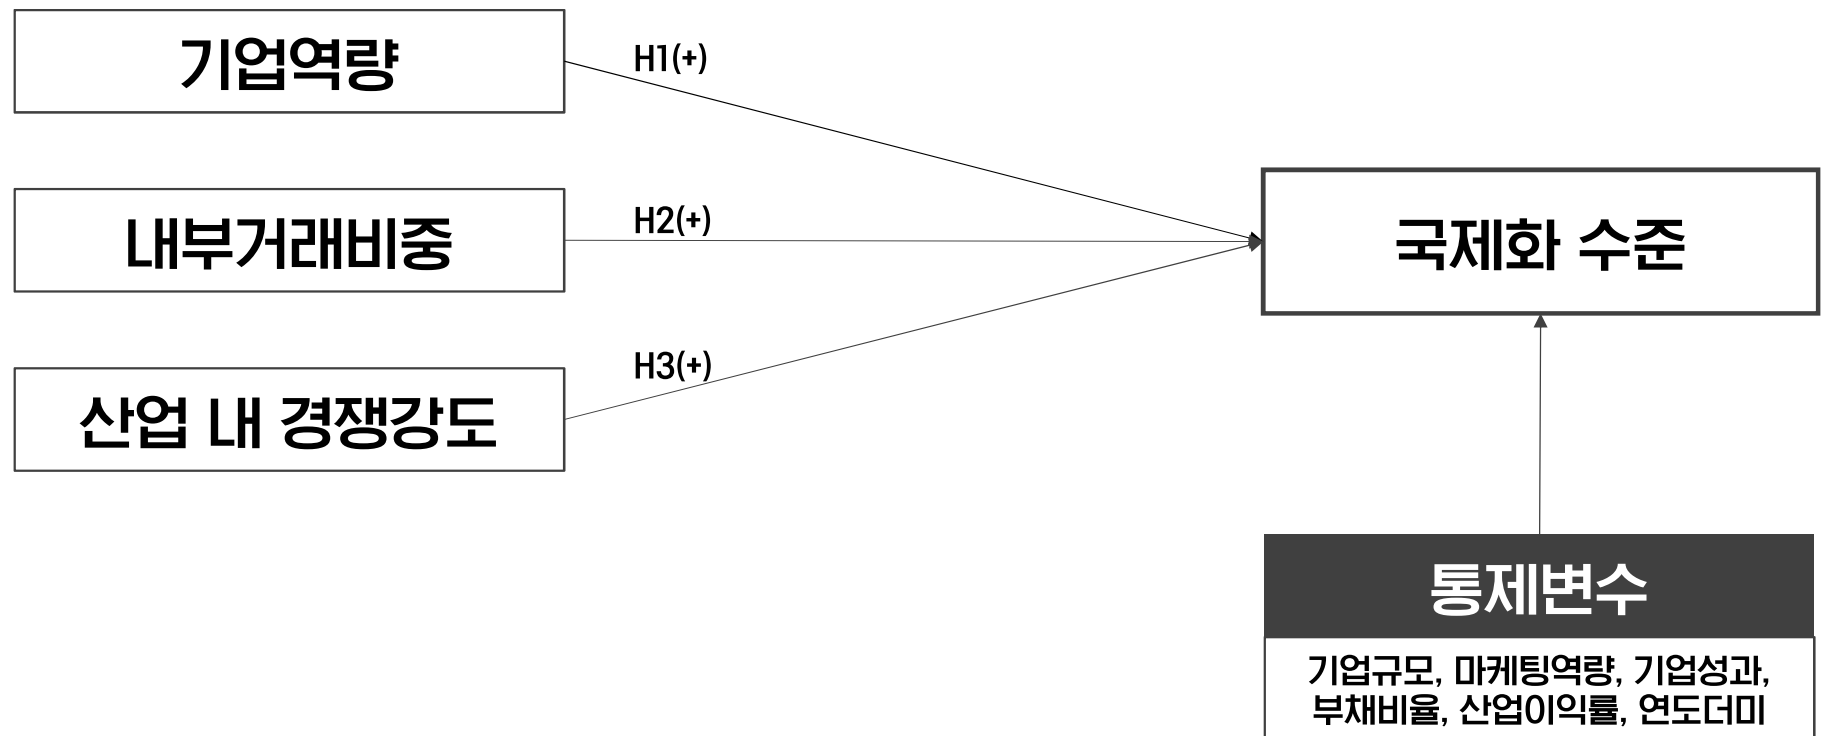 기업역량
H1(+)
내부거래비중
H2(+)
국제화 수준
산업 내 경쟁강도
H3(+)
통제변수
기업규모, 마케팅역량, 기업성과,
부채비율, 산업이익률, 연도더미